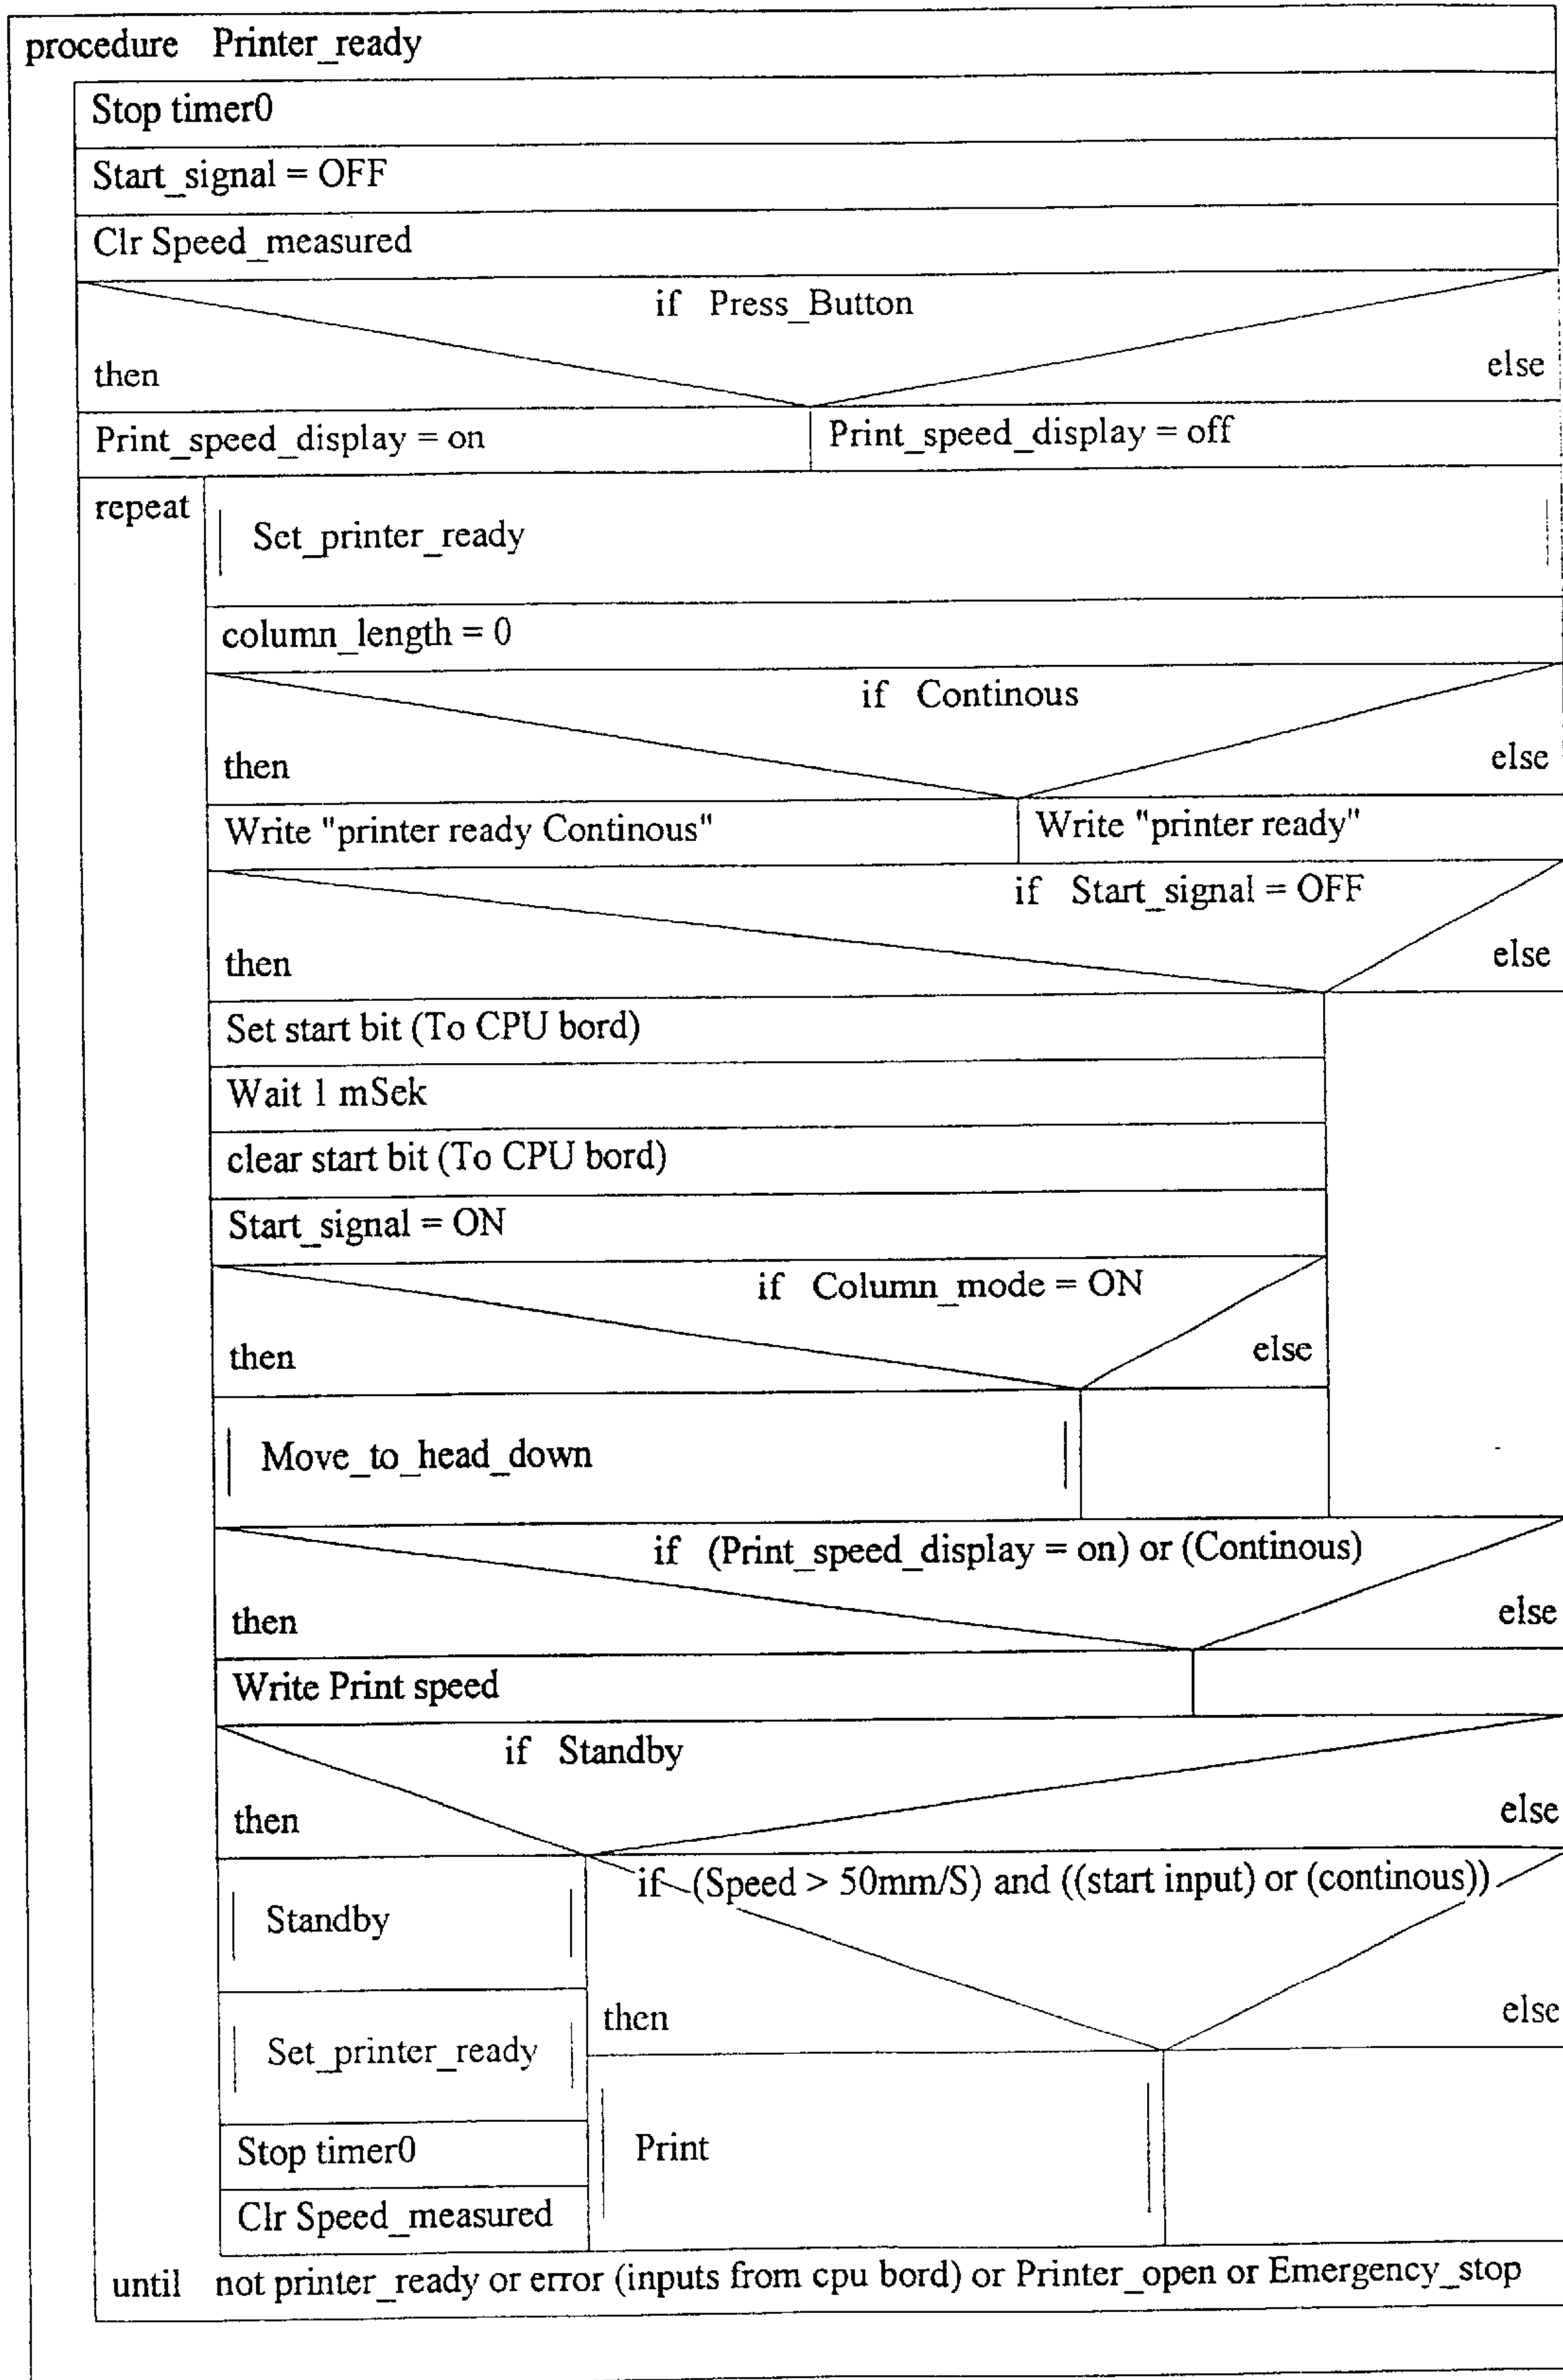 procedure Printer_ready
Stop timer0
Start_signal = OFF
Clr Speed_measured
if Press_Button
then else
Print_speed_display = on Print_speed_display = off
repeat
Set_printer_ready
column_length = 0
if Continous
then else
Write "printer ready Continous" Write "printer ready"
if Start_signal = OFF
then else
Set start bit (To CPU bord)
Wait 1 mSek
clear start bit (To CPU bord)
Start_signal = ON
if Column_mode = ON
then else
Move_to_head_down
if (Print_speed_display = on) or (Continous)
then else
Write Print speed
if Standby
then else
if (Speed > 50mm/S) and ((start input) or (continous))
Standby
then else
Set_printer_ready
Stop timer0
Print
Clr Speed_measured
until not printer_ready or error (inputs from cpu bord) or Printer_open or Emergency_stop